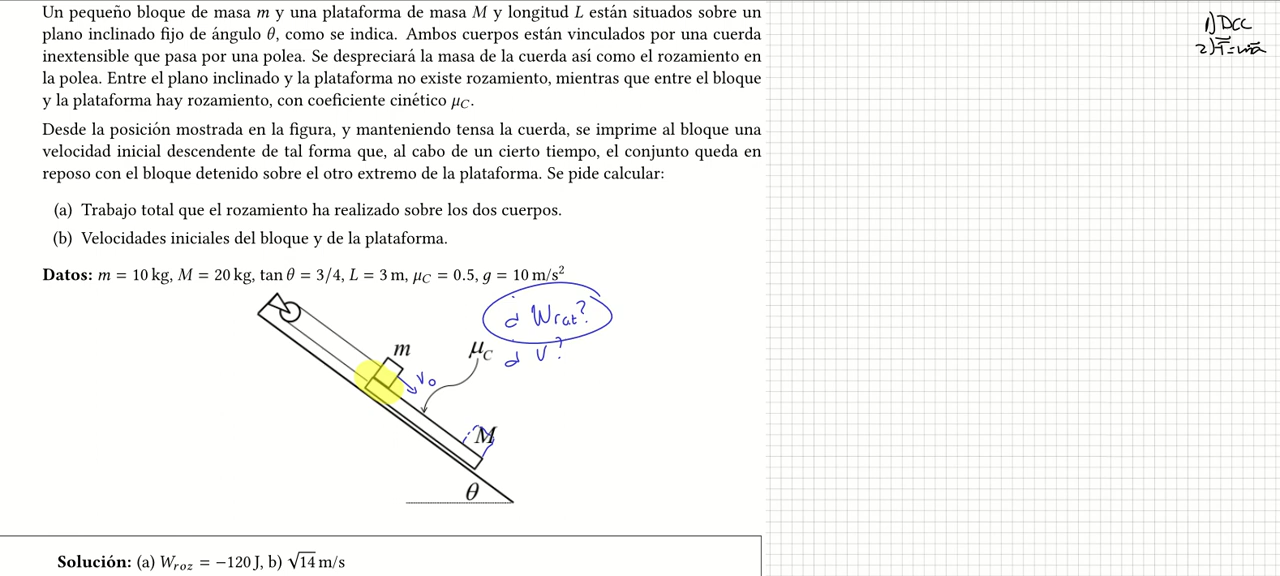 Un pequeño bloque de masa m y una plataforma de masa M y longitud L están situados sobre un
plano inclinado fijo de ángulo θ, como se indica. Ambos cuerpos están vinculados por una cuerda
inextensible que pasa por una polea. Se despreciará la masa de la cuerda así como el rozamiento en
la polea. Entre el plano inclinado y la plataforma no existe rozamiento, mientras que entre el bloque
y la plataforma hay rozamiento, con coeficiente cinético μC.
Desde la posición mostrada en la figura, y manteniendo tensa la cuerda, se imprime al bloque una
velocidad inicial descendente de tal forma que, al cabo de un cierto tiempo, el conjunto queda en
reposo con el bloque detenido sobre el otro extremo de la plataforma. Se pide calcular:
(a) Trabajo total que el rozamiento ha realizado sobre los dos cuerpos.
(b) Velocidades iniciales del bloque y de la plataforma.
Datos: m = 10 kg, M = 20 kg, tan θ = 3/4, L = 3 m, μC = 0.5, g = 10 m/s²
¿ Wrat?
¿ v?
m
μC
v₀
M
θ
Solución: (a) Wroz = −120 J, b) √14 m/s
1) DCL